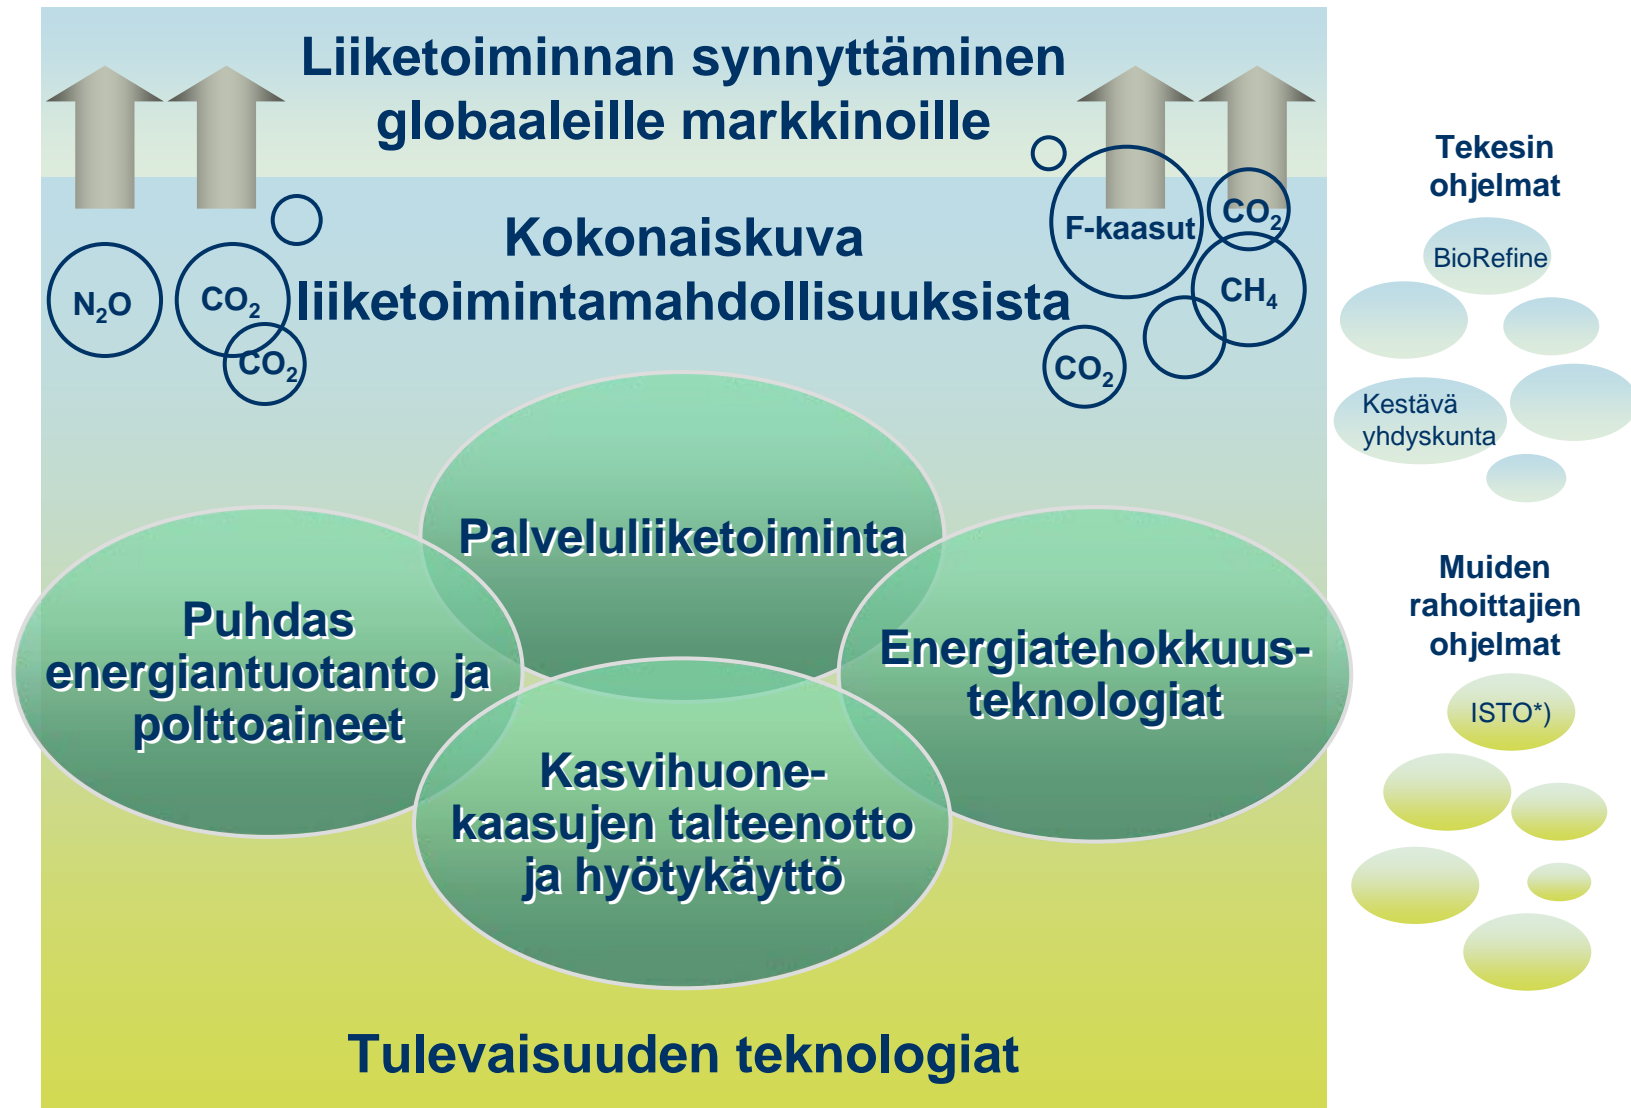 Liiketoiminnan synnyttäminen
globaaleille markkinoille
Kokonaiskuva
liiketoimintamahdollisuuksista
N₂O
CO₂
CO₂
F-kaasut
CO₂
CH₄
CO₂
Palveluliiketoiminta
Puhdas
energiantuotanto ja
polttoaineet
Energiatehokkuus-
teknologiat
Kasvihuone-
kaasujen talteenotto
ja hyötykäyttö
Tulevaisuuden teknologiat
Tekesin
ohjelmat
BioRefine
Kestävä
yhdyskunta
Muiden
rahoittajien
ohjelmat
ISTO*)